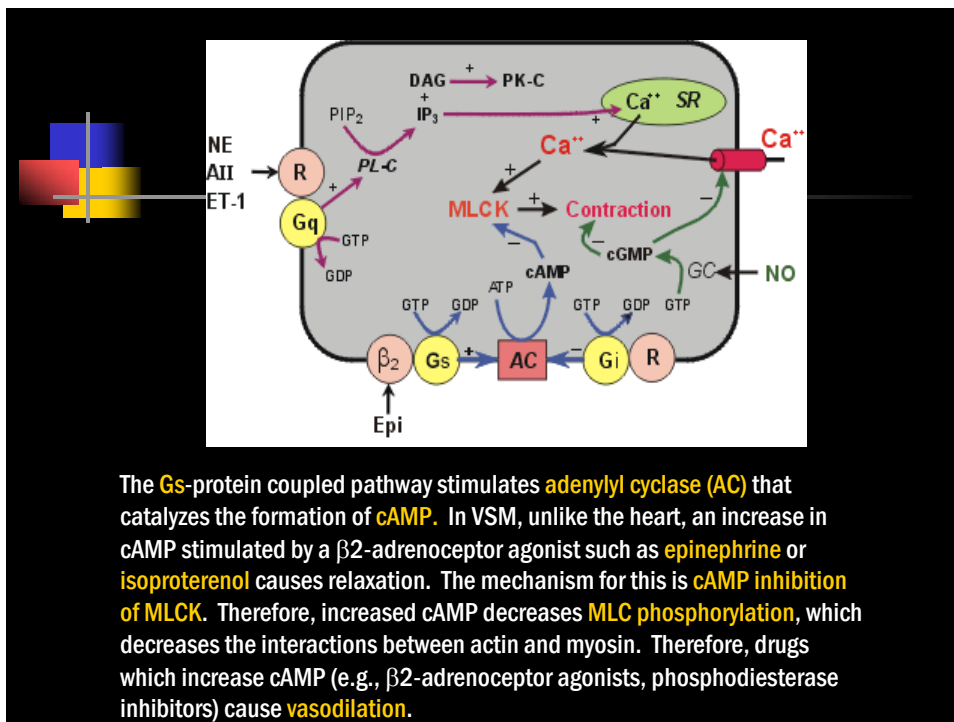 DAG + PK-C
+
PIP2 IP3 + Ca++ SR
NE
AII
ET-1
R
+
PL-C
Ca++
Ca++
+
–
MLCK + Contraction
Gq
GTP
GDP
–
–
cGMP
cAMP
GC
NO
ATP
GTP GDP
GTP GDP GTP
β2 Gs + AC – Gi R
Epi
The Gs-protein coupled pathway stimulates adenylyl cyclase (AC) that
catalyzes the formation of cAMP. In VSM, unlike the heart, an increase in
cAMP stimulated by a β2-adrenoceptor agonist such as epinephrine or
isoproterenol causes relaxation. The mechanism for this is cAMP inhibition
of MLCK. Therefore, increased cAMP decreases MLC phosphorylation, which
decreases the interactions between actin and myosin. Therefore, drugs
which increase cAMP (e.g., β2-adrenoceptor agonists, phosphodiesterase
inhibitors) cause vasodilation.